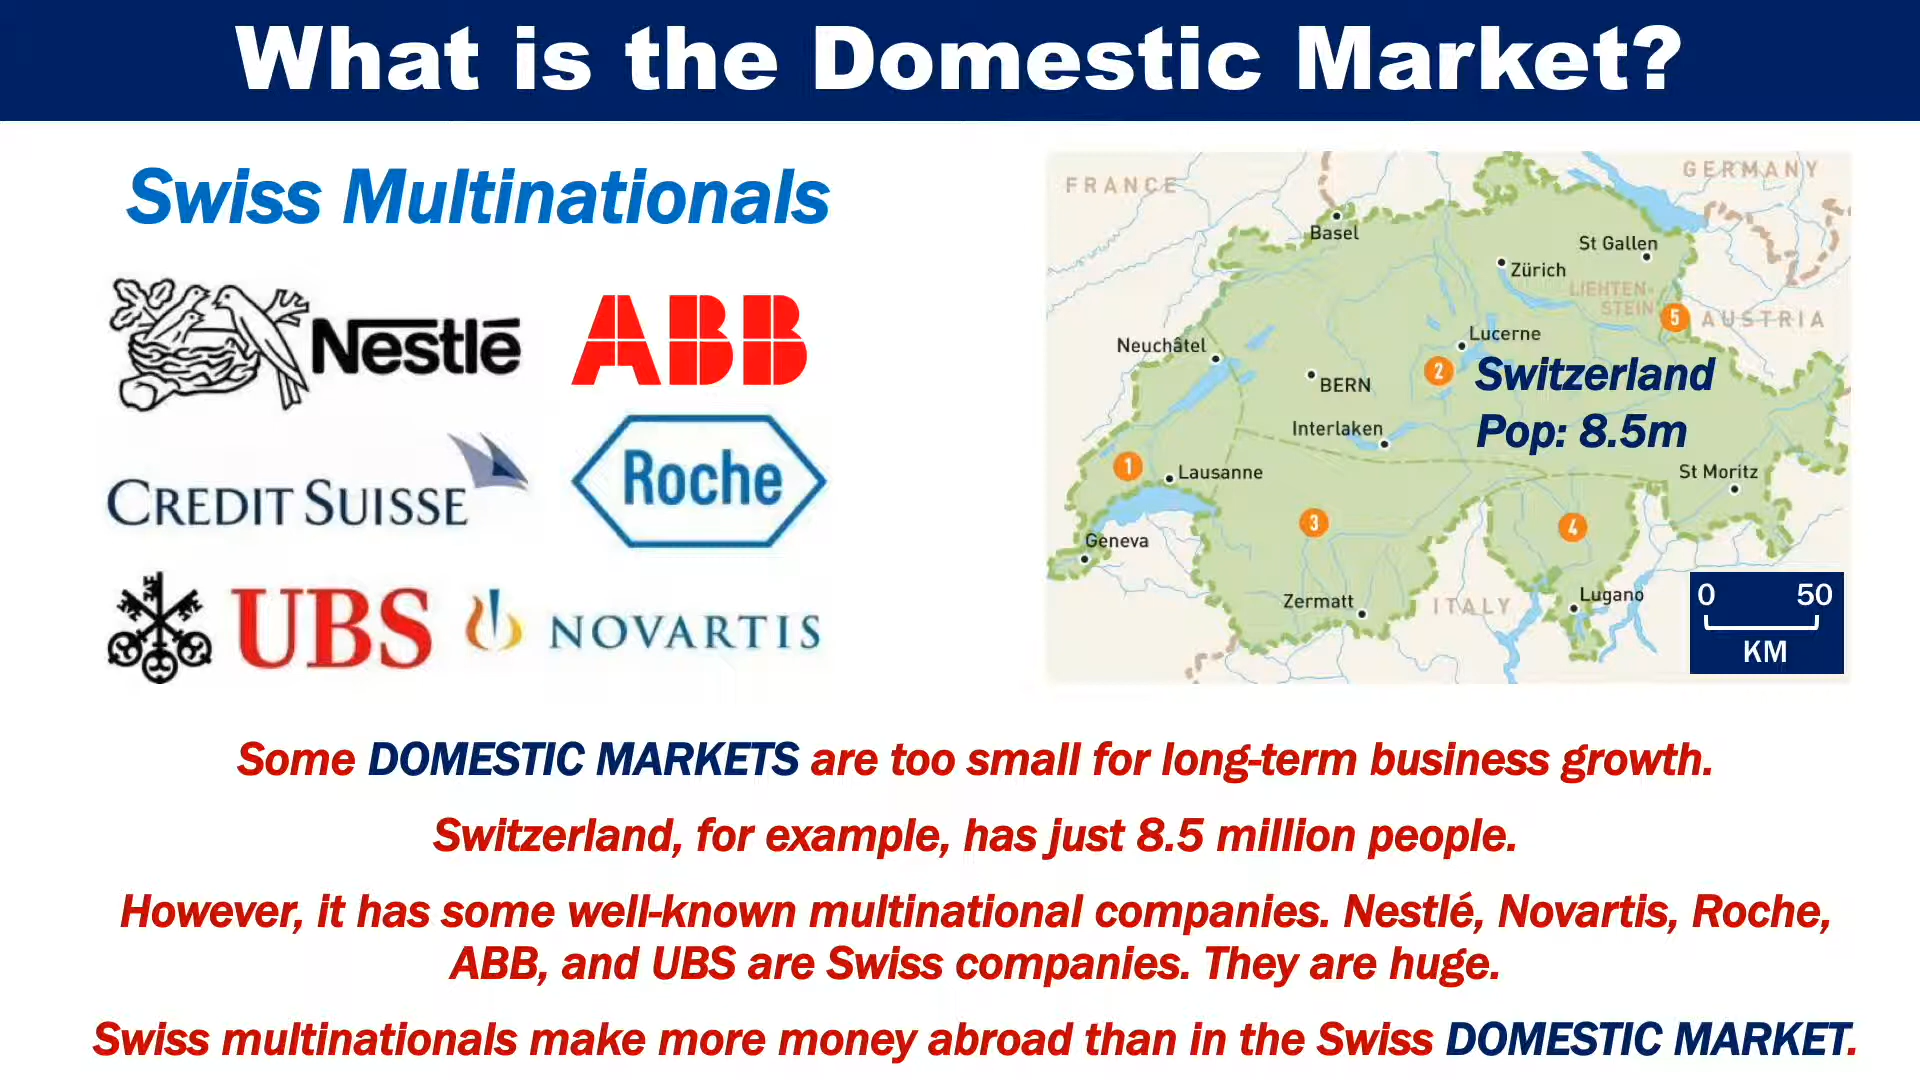 What is the Domestic Market?
Swiss Multinationals
Nestlé
ABB
CREDIT SUISSE
Roche
UBS
NOVARTIS
FRANCE
GERMANY
Basel
St Gallen
Zürich
LIEHTEN-
STEIN
5
AUSTRIA
Neuchâtel
Lucerne
2
BERN
Switzerland
Pop: 8.5m
Interlaken
1
Lausanne
St Moritz
3
4
Geneva
Zermatt
ITALY
Lugano
0 50
KM
Some DOMESTIC MARKETS are too small for long-term business growth.
Switzerland, for example, has just 8.5 million people.
However, it has some well-known multinational companies. Nestlé, Novartis, Roche,
ABB, and UBS are Swiss companies. They are huge.
Swiss multinationals make more money abroad than in the Swiss DOMESTIC MARKET.